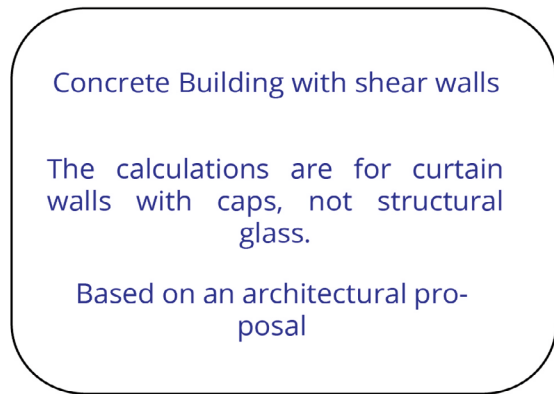 Concrete Building with shear walls
The calculations are for curtain
walls with caps, not structural
glass.
Based on an architectural pro-
posal